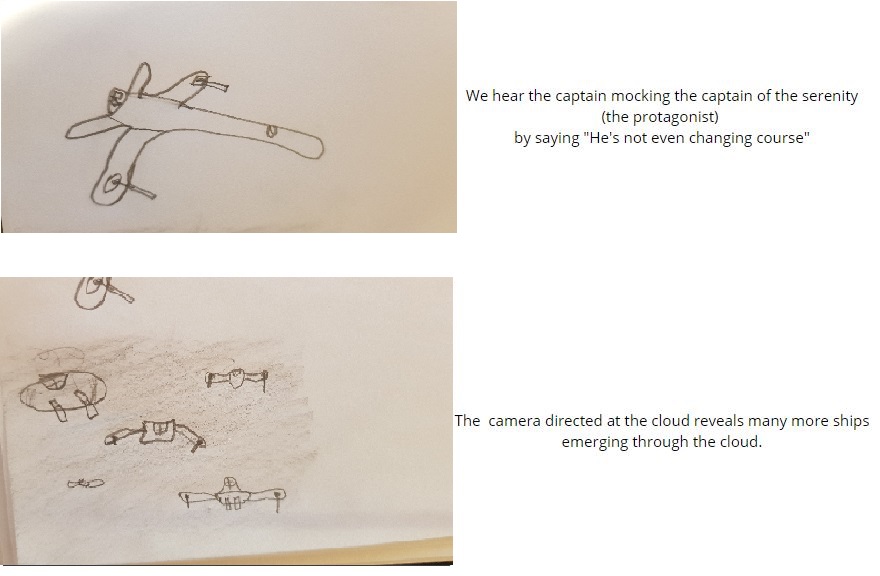 We hear the captain mocking the captain of the serenity
(the protagonist)
by saying "He's not even changing course"
The camera directed at the cloud reveals many more ships
emerging through the cloud.